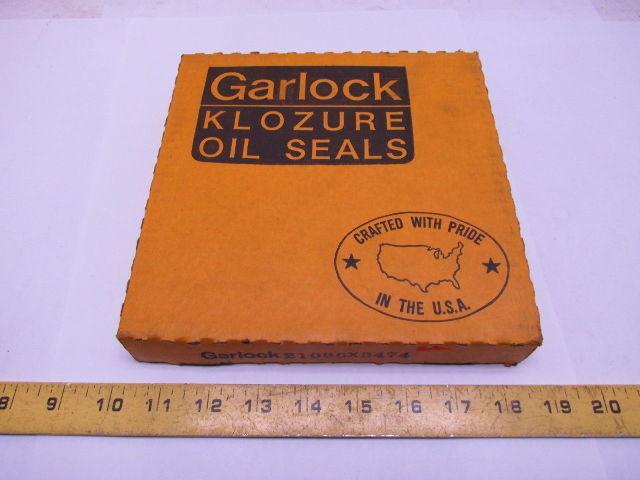 Garlock
KLOZURE
OIL SEALS
CRAFTED WITH PRIDE
IN THE U.S.A.
Garlock 21086X3474
8 9 10 11 12 13 14 15 16 17 18 19 20